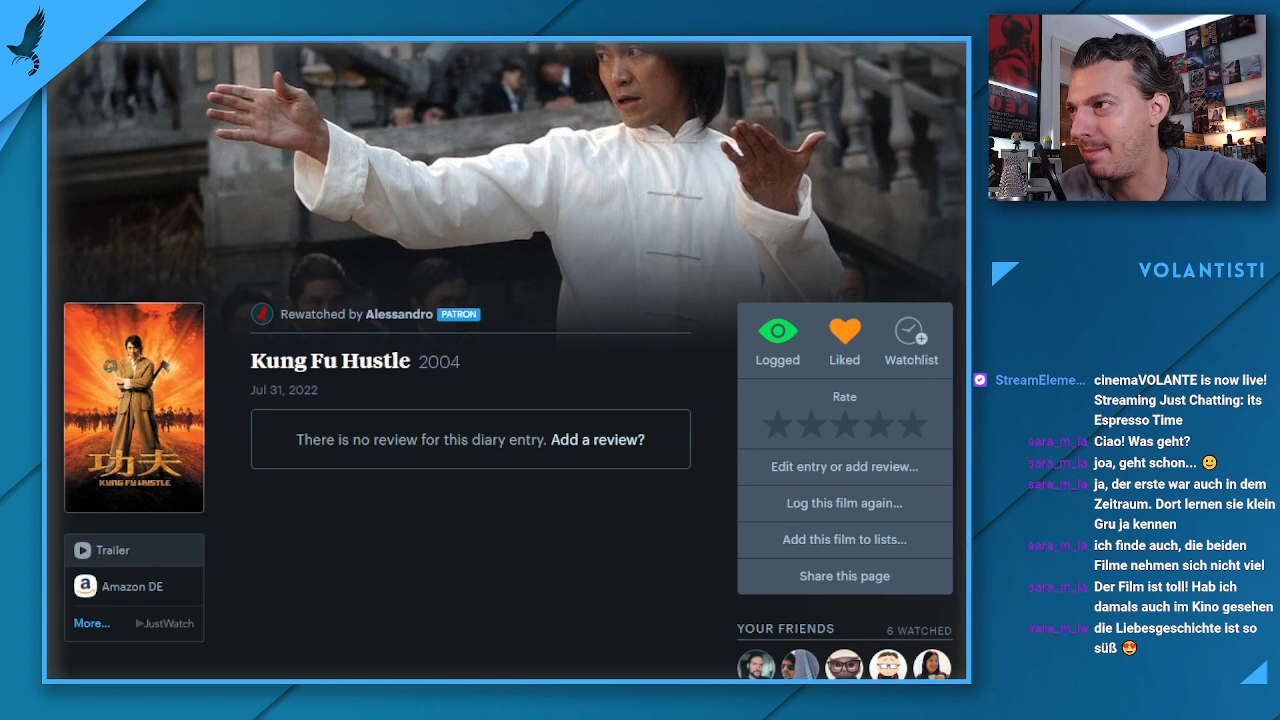 Rewatched by Alessandro PATRON
Kung Fu Hustle 2004
Jul 31, 2022
There is no review for this diary entry. Add a review?
功夫
KUNG FU HUSTLE
Trailer
Amazon DE
More...
JustWatch
Logged
Liked
Watchlist
Rate
Edit entry or add review...
Log this film again...
Add this film to lists...
Share this page
YOUR FRIENDS
6 WATCHED
VOLANTISTI
StreamEleme... cinemaVOLANTE is now live!
Streaming Just Chatting: its
Espresso Time
sara_m_la Ciao! Was geht?
sara_m_la joa, geht schon... 🙂
sara_m_la ja, der erste war auch in dem
Zeitraum. Dort lernen sie klein
Gru ja kennen
sara_m_la ich finde auch, die beiden
Filme nehmen sich nicht viel
sara_m_la Der Film ist toll! Hab ich
damals auch im Kino gesehen
sara_m_la die Liebesgeschichte ist so
süß 😍